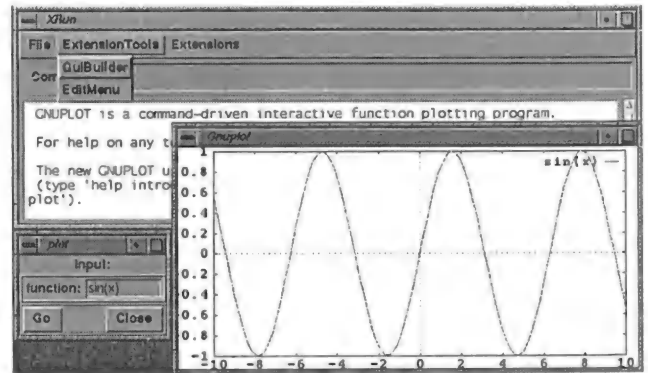 XRun
File ExtensionTools Extensions
Com
GuiBuilder
EditMenu
GNUPLOT is a command-driven interactive function plotting program.
For help on any t
The new GNUPLOT u
(type 'help intro
plot').
Gnuplot
sin(x)
1
0.8
0.6
0.4
0.2
0
0.2
0.4
0.6
0.8
-1
-10 -8 -6 -4 -2 0 2 4 6 8 10
plot
Input:
function: sin(x)
Go Close